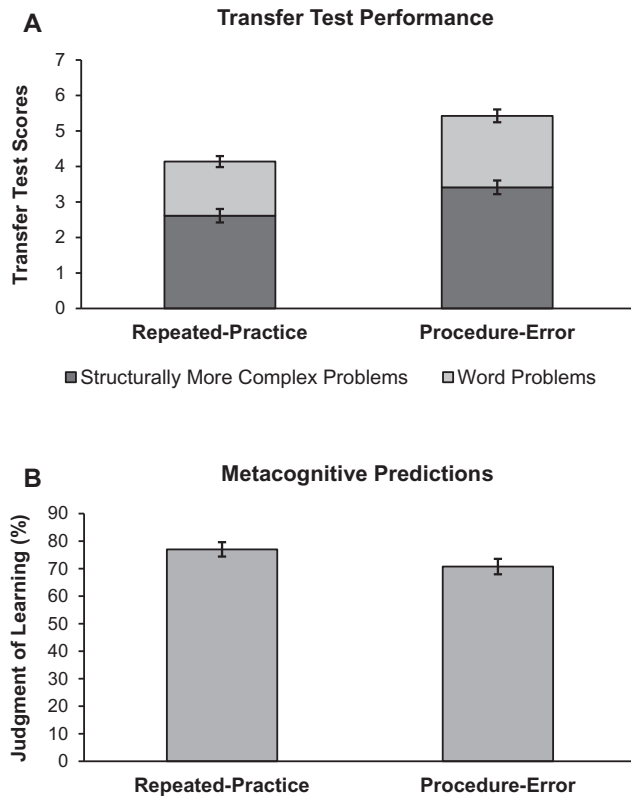 A
Transfer Test Performance
Transfer Test Scores
7
6
5
4
3
2
1
0
Repeated-Practice Procedure-Error
Structurally More Complex Problems Word Problems
B
Metacognitive Predictions
Judgment of Learning (%)
90
80
70
60
50
40
30
20
10
0
Repeated-Practice Procedure-Error